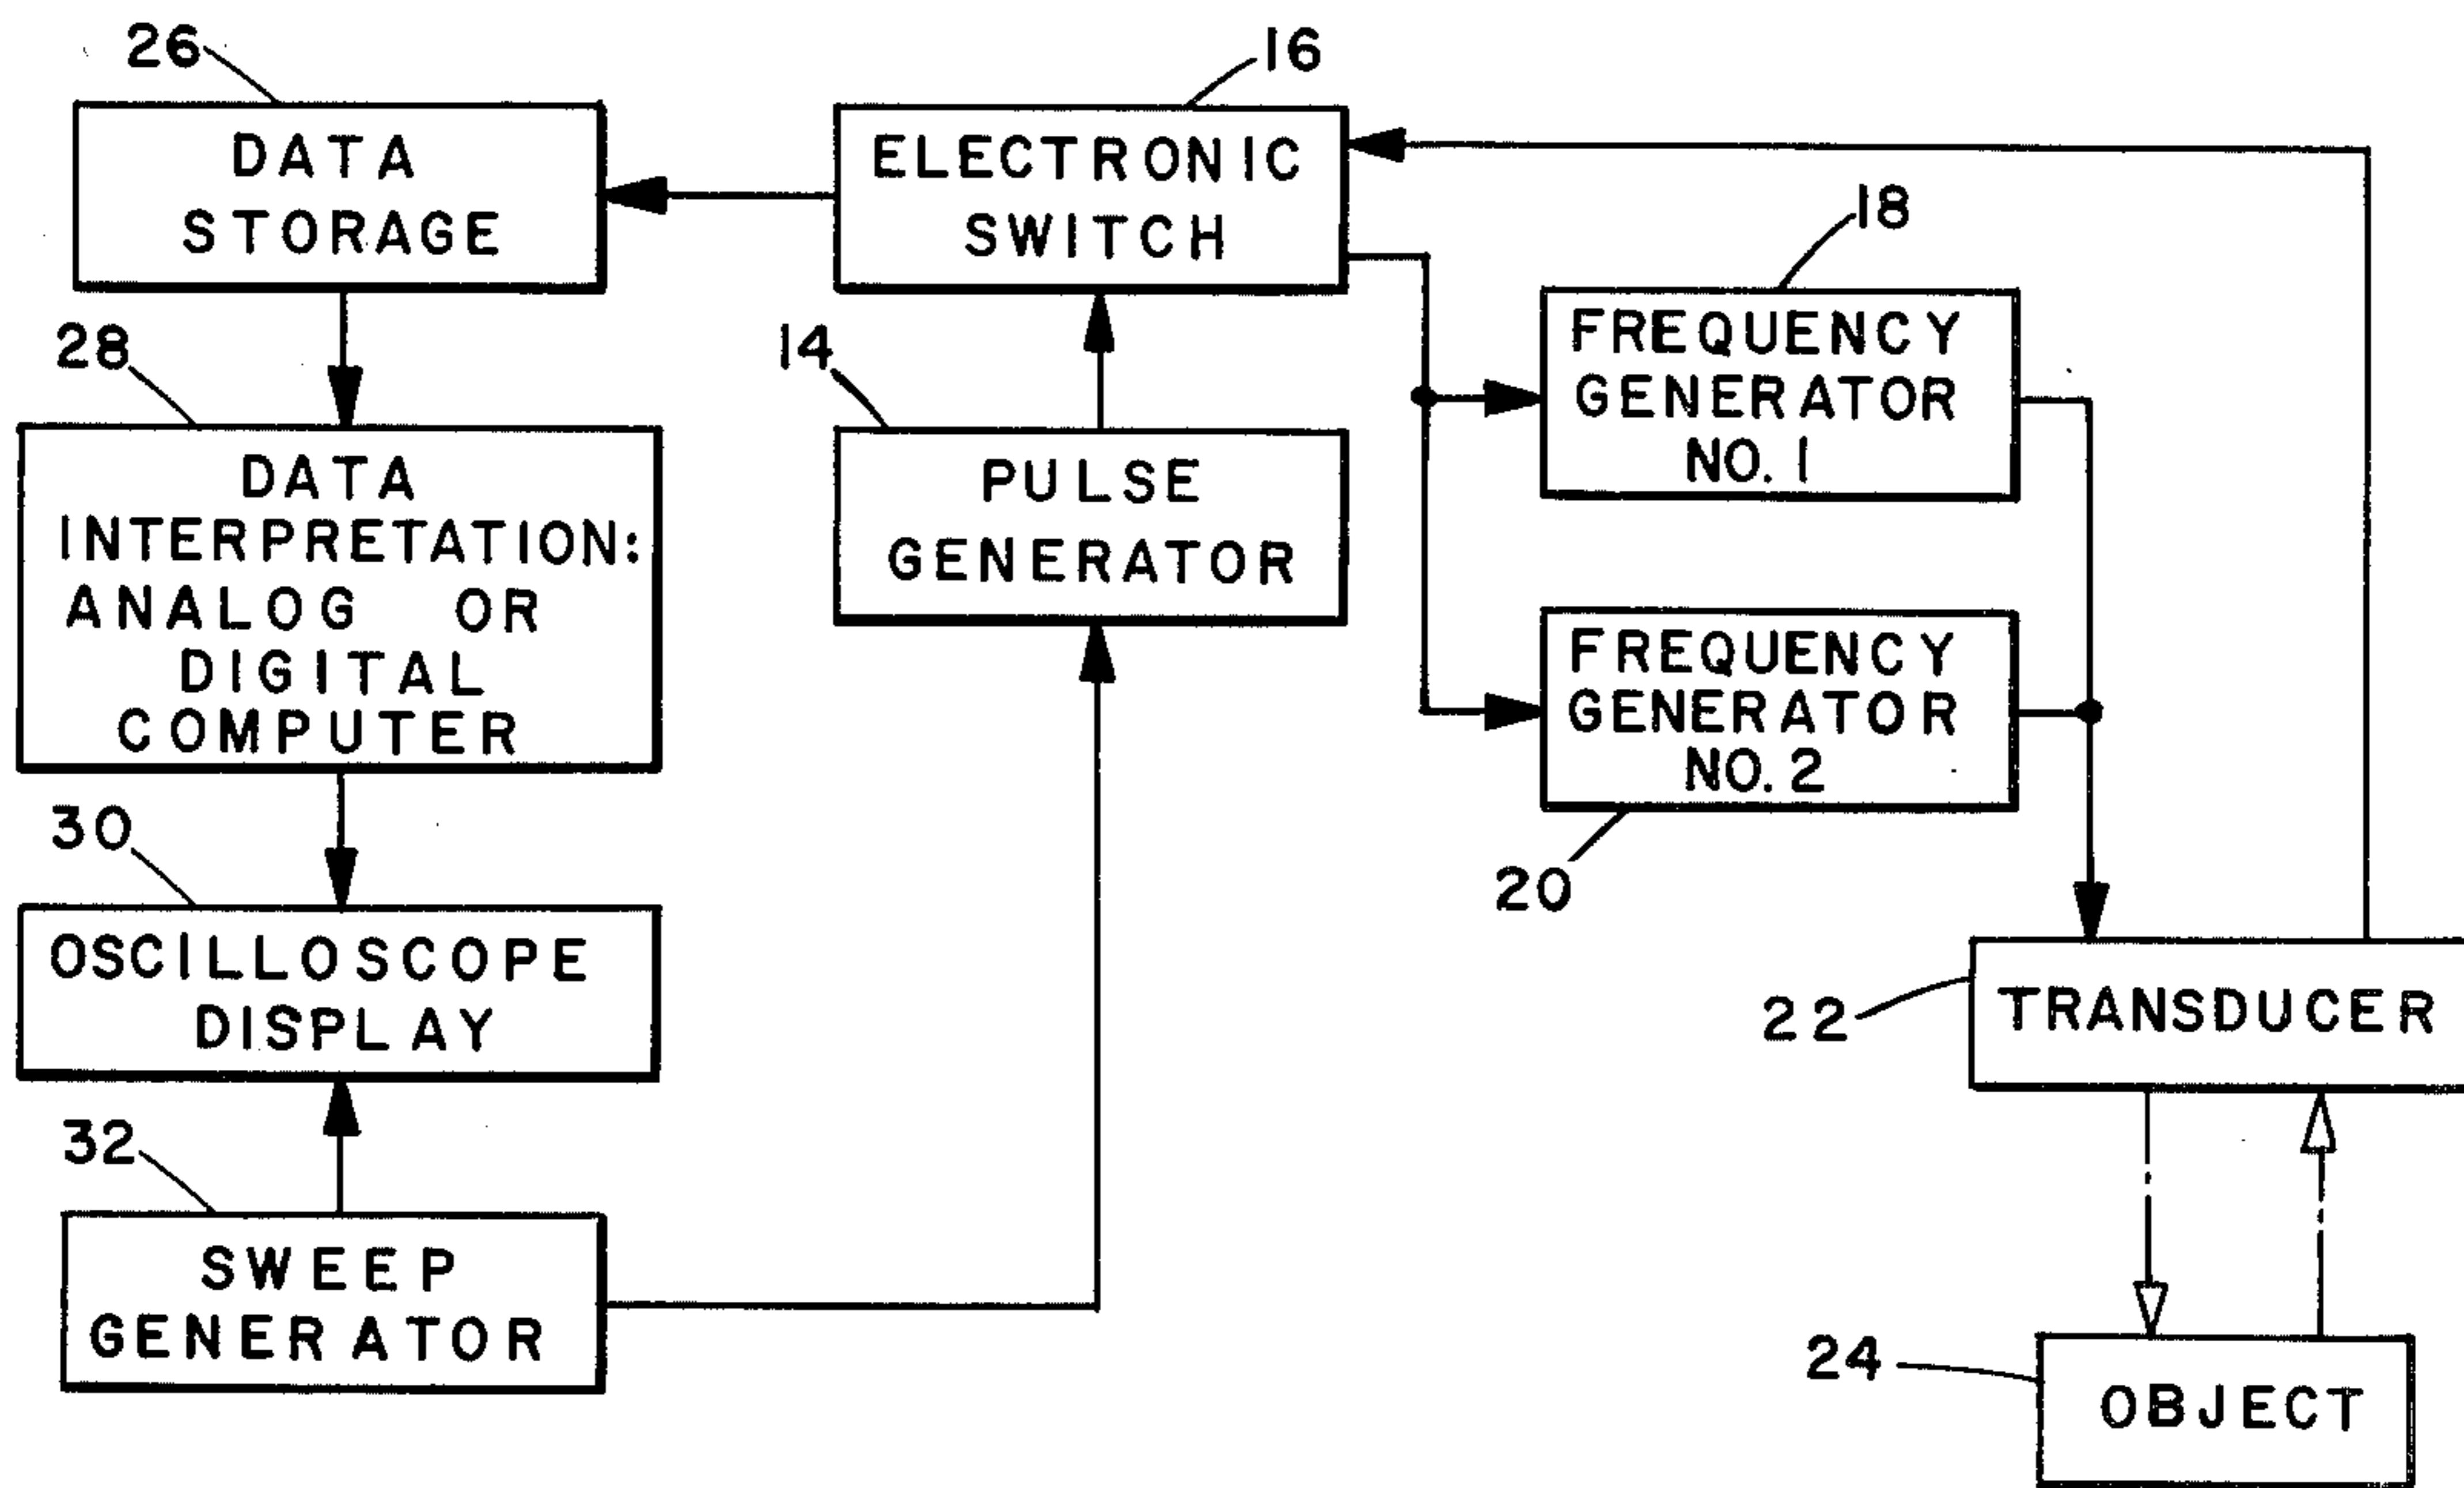 26
DATA
STORAGE
16
ELECTRONIC
SWITCH
18
FREQUENCY
GENERATOR
NO. 1
28
DATA
INTERPRETATION:
ANALOG OR
DIGITAL
COMPUTER
14
PULSE
GENERATOR
FREQUENCY
GENERATOR
NO. 2
20
30
OSCILLOSCOPE
DISPLAY
22
TRANSDUCER
32
SWEEP
GENERATOR
24
OBJECT